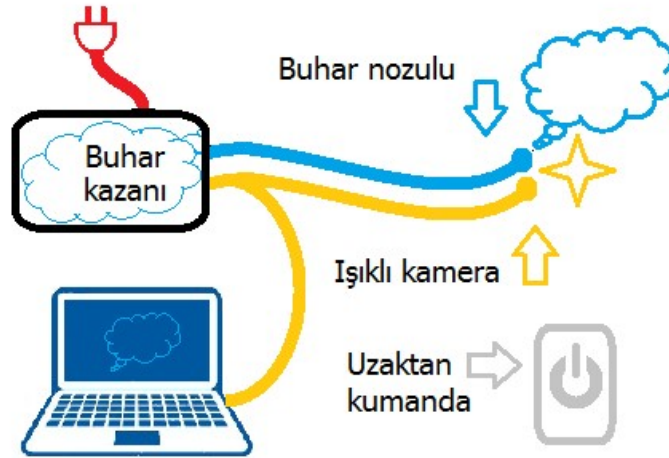 Buhar nozulu
Buhar
kazanı
Işıklı kamera
Uzaktan
kumanda